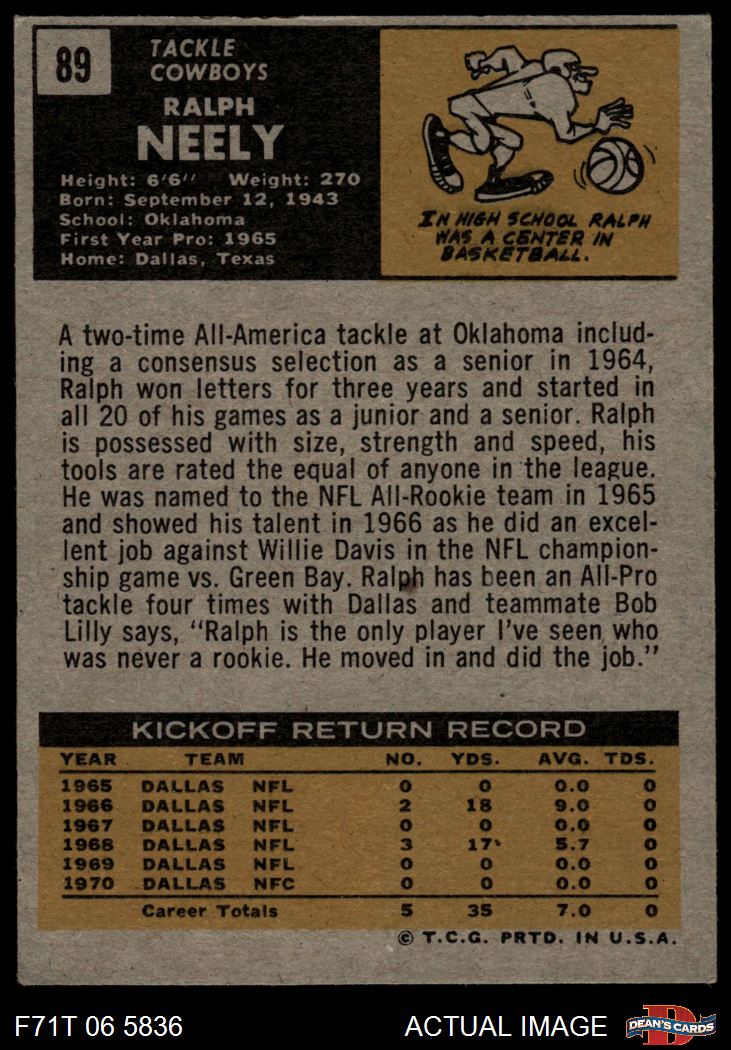 89
TACKLE
COWBOYS
RALPH
NEELY
Height: 6'6" Weight: 270
Born: September 12, 1943
School: Oklahoma
First Year Pro: 1965
Home: Dallas, Texas
IN HIGH SCHOOL RALPH
WAS A CENTER IN
BASKETBALL.
A two-time All-America tackle at Oklahoma includ-
ing a consensus selection as a senior in 1964,
Ralph won letters for three years and started in
all 20 of his games as a junior and a senior. Ralph
is possessed with size, strength and speed, his
tools are rated the equal of anyone in the league.
He was named to the NFL All-Rookie team in 1965
and showed his talent in 1966 as he did an excel-
lent job against Willie Davis in the NFL champion-
ship game vs. Green Bay. Ralph has been an All-Pro
tackle four times with Dallas and teammate Bob
Lilly says, "Ralph is the only player I've seen who
was never a rookie. He moved in and did the job."
KICKOFF RETURN RECORD
YEAR TEAM NO. YDS. AVG. TDS.
1965 DALLAS NFL 0 0 0.0 0
1966 DALLAS NFL 2 18 9.0 0
1967 DALLAS NFL 0 0 0.0 0
1968 DALLAS NFL 3 17 5.7 0
1969 DALLAS NFL 0 0 0.0 0
1970 DALLAS NFC 0 0 0.0 0
Career Totals 5 35 7.0 0
© T.C.G. PRTD. IN U.S.A.
F71T 06 5836 ACTUAL IMAGE
DEAN'S CARDS